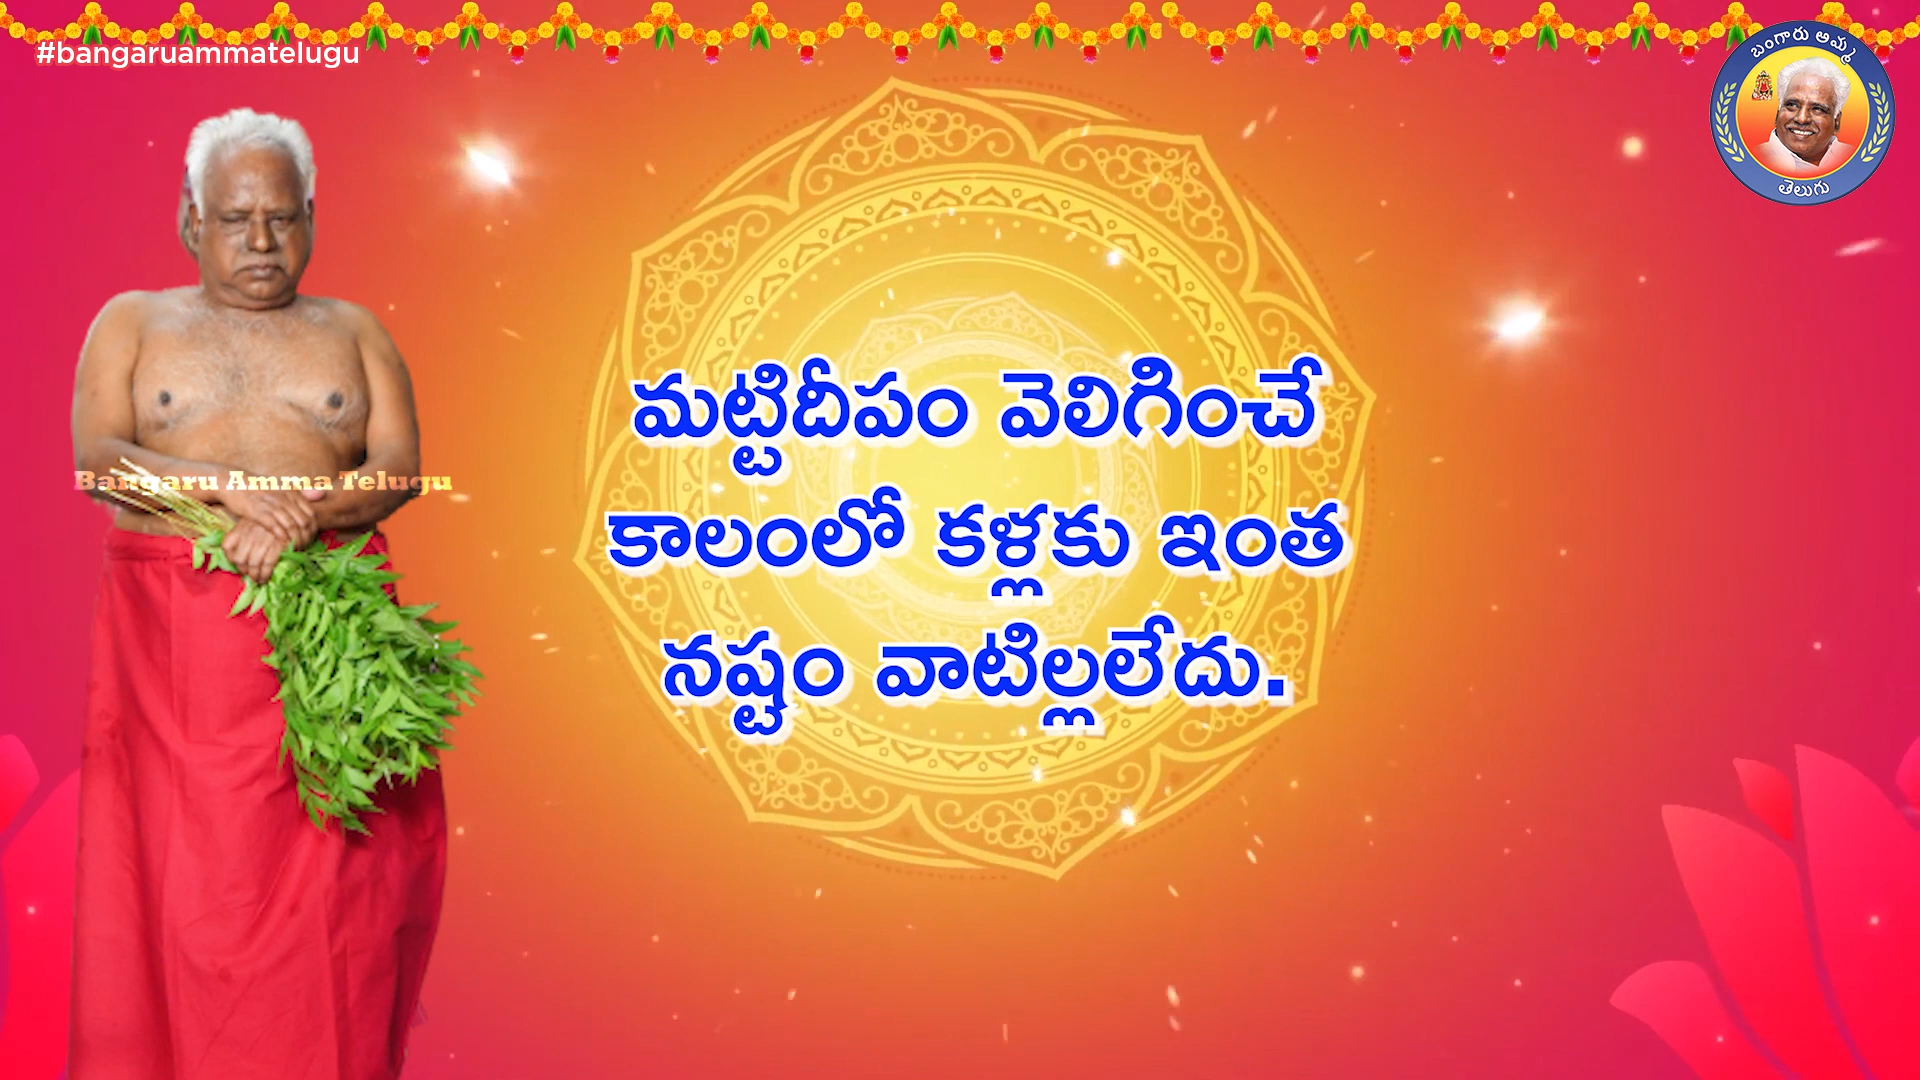 #bangaruammatelugu
బంగారు అమ్మ
తెలుగు
Bangaru Amma Telugu
మట్టిదీపం వెలిగించే
కాలంలో కళ్లకు ఇంత
నష్టం వాటిల్లలేదు.